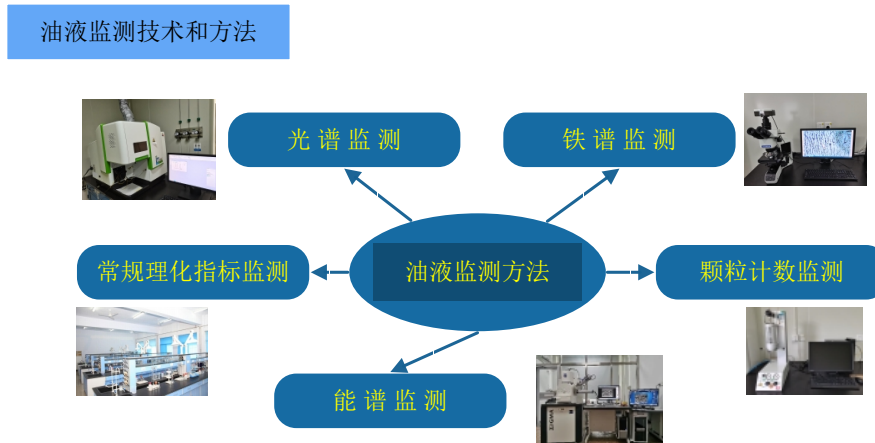 油液监测技术和方法
光谱监测
铁谱监测
常规理化指标监测
油液监测方法
颗粒计数监测
能谱监测